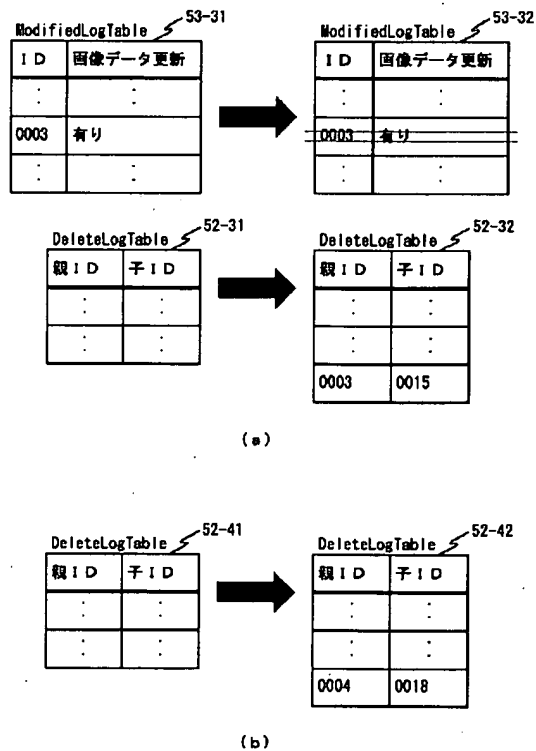 53-31
ModifiedLogTable
ID 画像データ更新
: :
0003 有り
: :
53-32
ModifiedLogTable
ID 画像データ更新
: :
0003 有り
: :
52-31
DeleteLogTable
親ID 子ID
: :
: :
52-32
DeleteLogTable
親ID 子ID
: :
: :
0003 0015
(a)
52-41
DeleteLogTable
親ID 子ID
: :
: :
52-42
DeleteLogTable
親ID 子ID
: :
: :
0004 0018
(b)